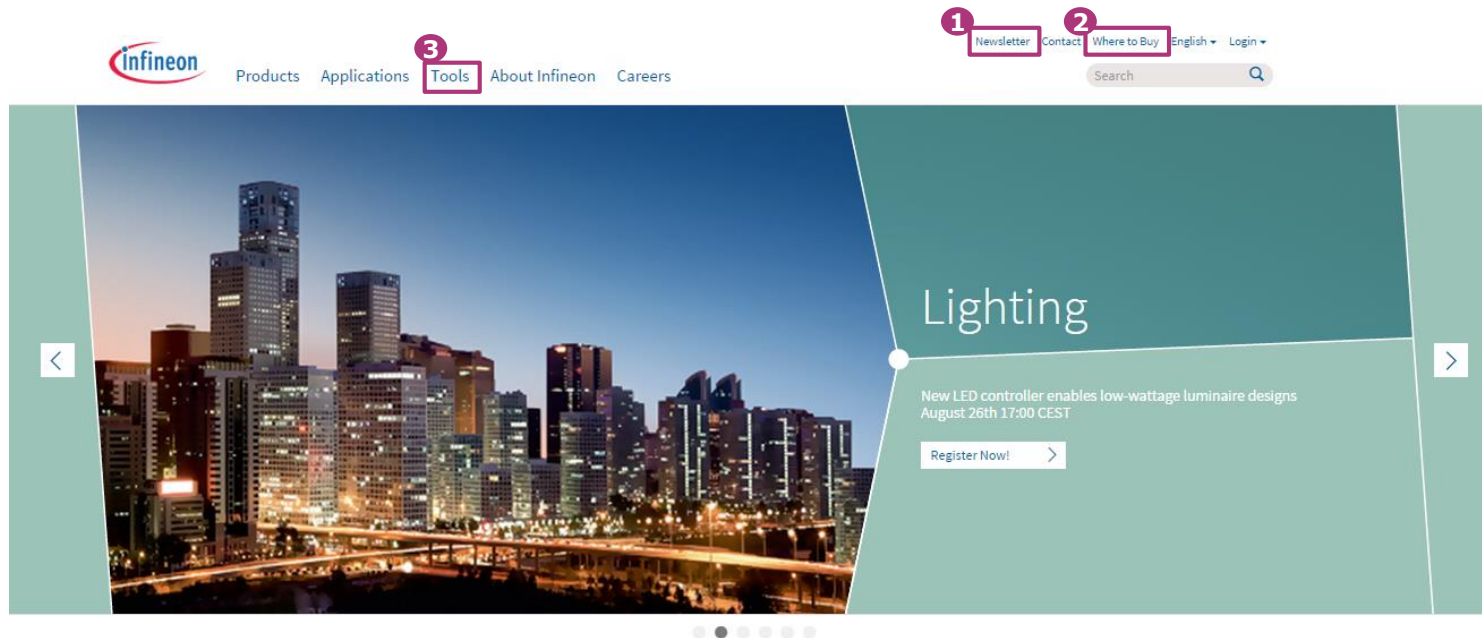 1
2
Newsletter Contact Where to Buy English Login
infineon
3
Products Applications Tools About Infineon Careers
Search
Lighting
New LED controller enables low-wattage luminaire designs
August 26th 17:00 CEST
Register Now!